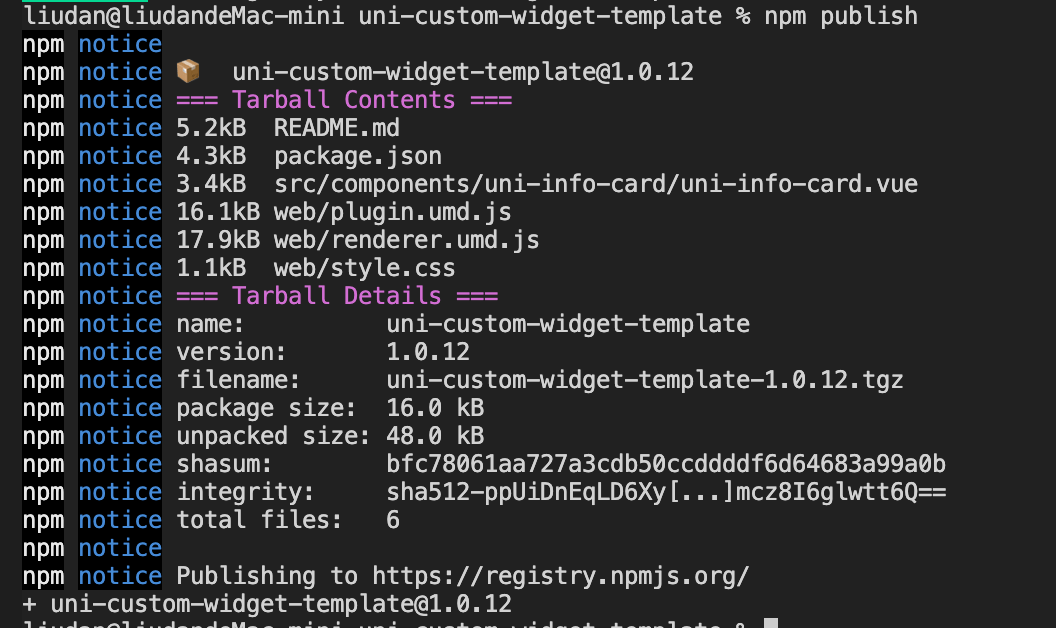 liudan@liudandeMac-mini uni-custom-widget-template % npm publish
npm notice
npm notice 📦  uni-custom-widget-template@1.0.12
npm notice === Tarball Contents ===
npm notice 5.2kB  README.md
npm notice 4.3kB  package.json
npm notice 3.4kB  src/components/uni-info-card/uni-info-card.vue
npm notice 16.1kB web/plugin.umd.js
npm notice 17.9kB web/renderer.umd.js
npm notice 1.1kB  web/style.css
npm notice === Tarball Details ===
npm notice name:          uni-custom-widget-template
npm notice version:       1.0.12
npm notice filename:      uni-custom-widget-template-1.0.12.tgz
npm notice package size:  16.0 kB
npm notice unpacked size: 48.0 kB
npm notice shasum:        bfc78061aa727a3cdb50ccddddf6d64683a99a0b
npm notice integrity:     sha512-ppUiDnEqLD6Xy[...]mcz8I6glwtt6Q==
npm notice total files:   6
npm notice
npm notice Publishing to https://registry.npmjs.org/
+ uni-custom-widget-template@1.0.12
liudan@liudandeMac-mini uni-custom-widget-template %